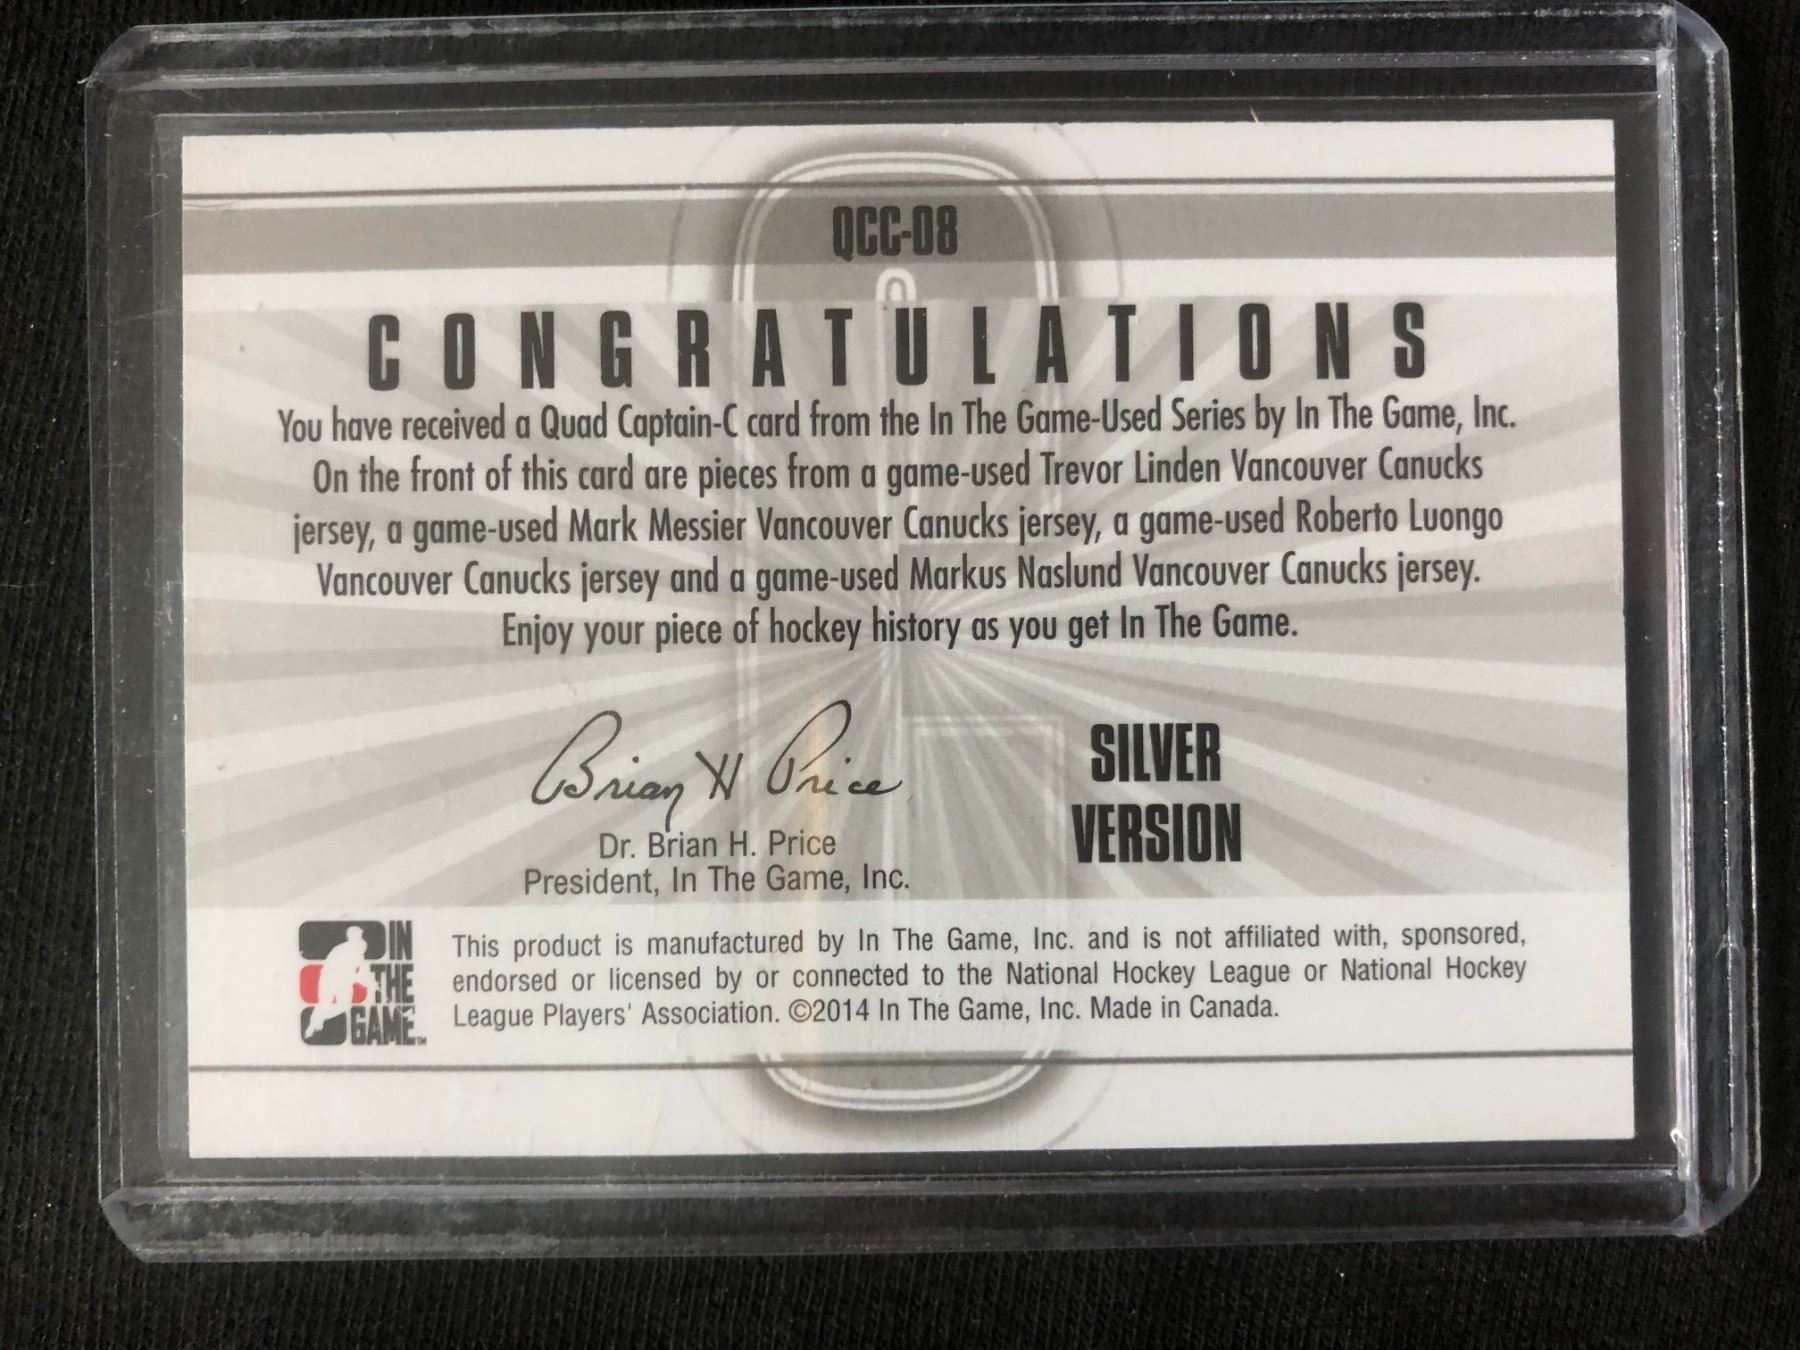 QCC-08
CONGRATULATIONS
You have received a Quad Captain-C card from the In The Game-Used Series by In The Game, Inc.
On the front of this card are pieces from a game-used Trevor Linden Vancouver Canucks
jersey, a game-used Mark Messier Vancouver Canucks jersey, a game-used Roberto Luongo
Vancouver Canucks jersey and a game-used Markus Naslund Vancouver Canucks jersey.
Enjoy your piece of hockey history as you get In The Game.
Brian H Price
Dr. Brian H. Price
President, In The Game, Inc.
SILVER
VERSION
IN
THE
GAME™
This product is manufactured by In The Game, Inc. and is not affiliated with, sponsored,
endorsed or licensed by or connected to the National Hockey League or National Hockey
League Players' Association. ©2014 In The Game, Inc. Made in Canada.